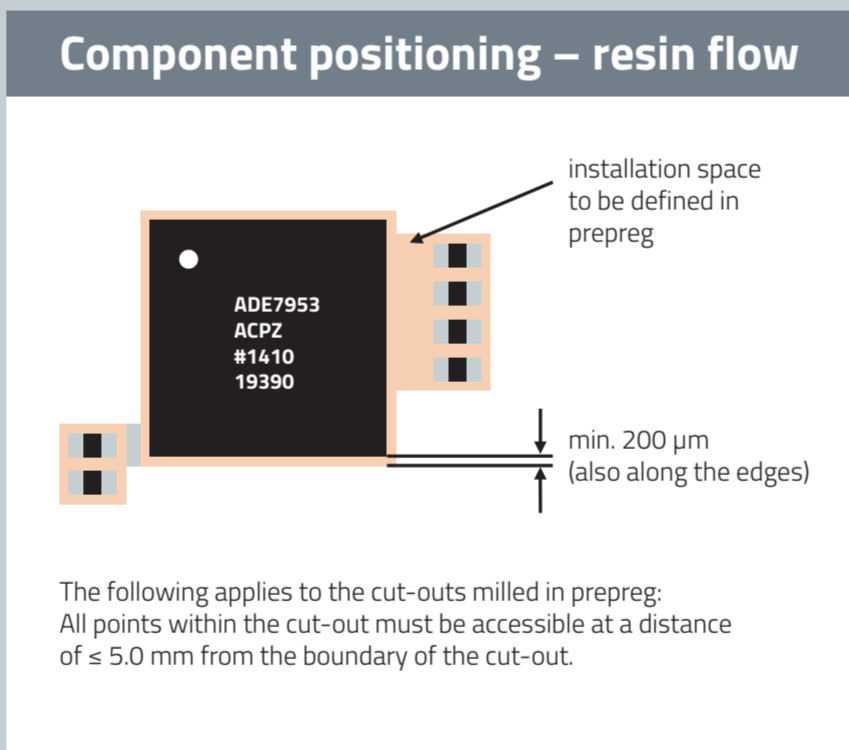 Component positioning – resin flow
installation space
to be defined in
prepreg
ADE7953
ACPZ
#1410
19390
min. 200 µm
(also along the edges)
The following applies to the cut-outs milled in prepreg:
All points within the cut-out must be accessible at a distance
of ≤ 5.0 mm from the boundary of the cut-out.